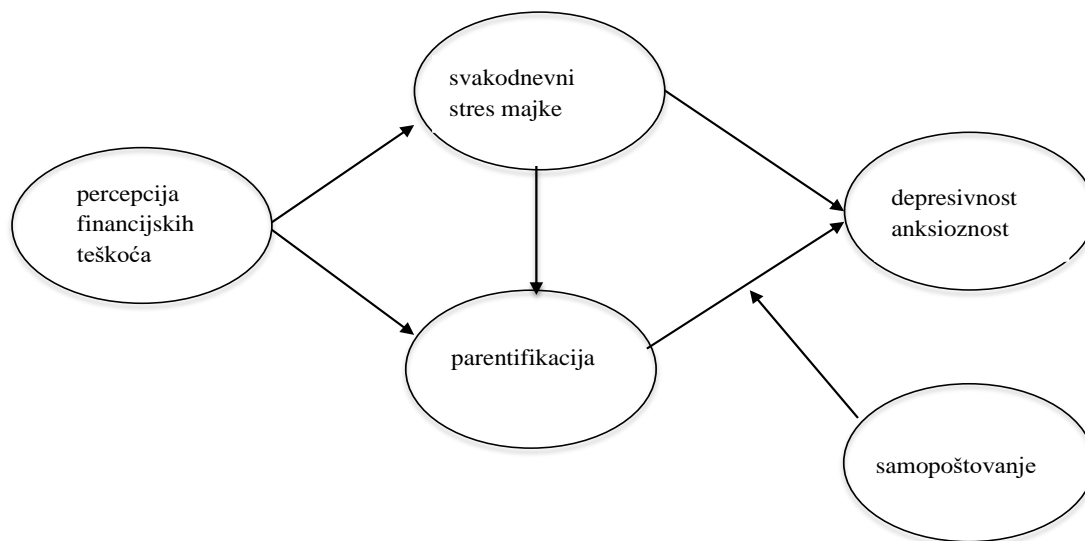 svakodnevni
stres majke
percepcija
financijskih
teškoća
depresivnost
anksioznost
parentifikacija
samopoštovanje